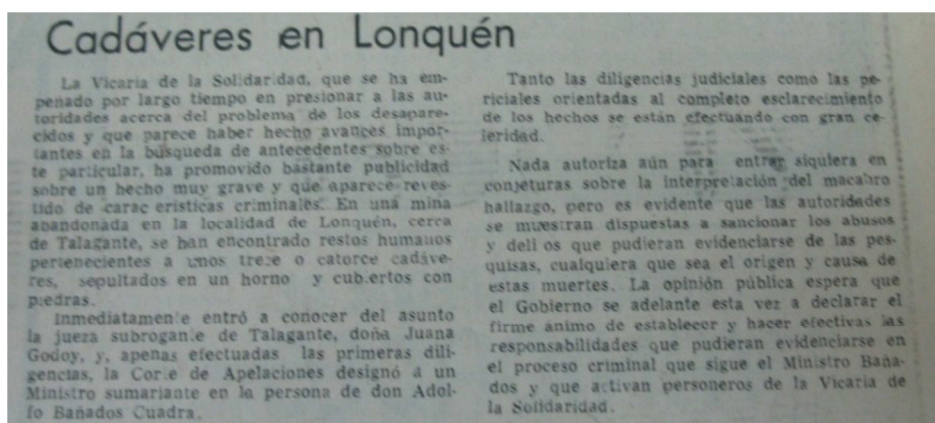 Cadáveres en Lonquén
La Vicaría de la Solidaridad, que se ha em-
peñado por largo tiempo en presionar a las au-
toridades acerca del problema de los desapare-
cidos y que parece haber hecho avances impor-
tantes en la búsqueda de antecedentes sobre es-
te particular, ha promovido bastante publicidad
sobre un hecho muy grave y que aparece reves-
tido de carac erísticas criminales. En una mina
abandonada en la localidad de Lonquén, cerca
de Talagante, se han encontrado restos humanos
pertenecientes a unos trece o catorce cadáve-
res, sepultados en un horno y cubiertos con
piedras.
Inmediatamente entró a conocer del asunto
la jueza subrogante de Talagante, doña Juana
Godoy, y, apenas efectuadas las primeras dili-
gencias, la Corte de Apelaciones designó a un
Ministro sumariante en la persona de don Adol-
fo Bañados Cuadra.
Tanto las diligencias judiciales como las pe-
riciales orientadas al completo esclarecimiento
de los hechos se están efectuando con gran ce-
leridad.
Nada autoriza aún para entrar siquiera en
conjeturas sobre la interpretación del macabro
hallazgo, pero es evidente que las autoridades
se muestran dispuestas a sancionar los abusos
y deli os que pudieran evidenciarse de las pes-
quisas, cualquiera que sea el origen y causa de
estas muertes. La opinión pública espera que
el Gobierno se adelante esta vez a declarar el
firme ánimo de establecer y hacer efectivas las
responsabilidades que pudieran evidenciarse en
el proceso criminal que sigue el Ministro Baña-
dos y que activan personeros de la Vicaría de
la Solidaridad.